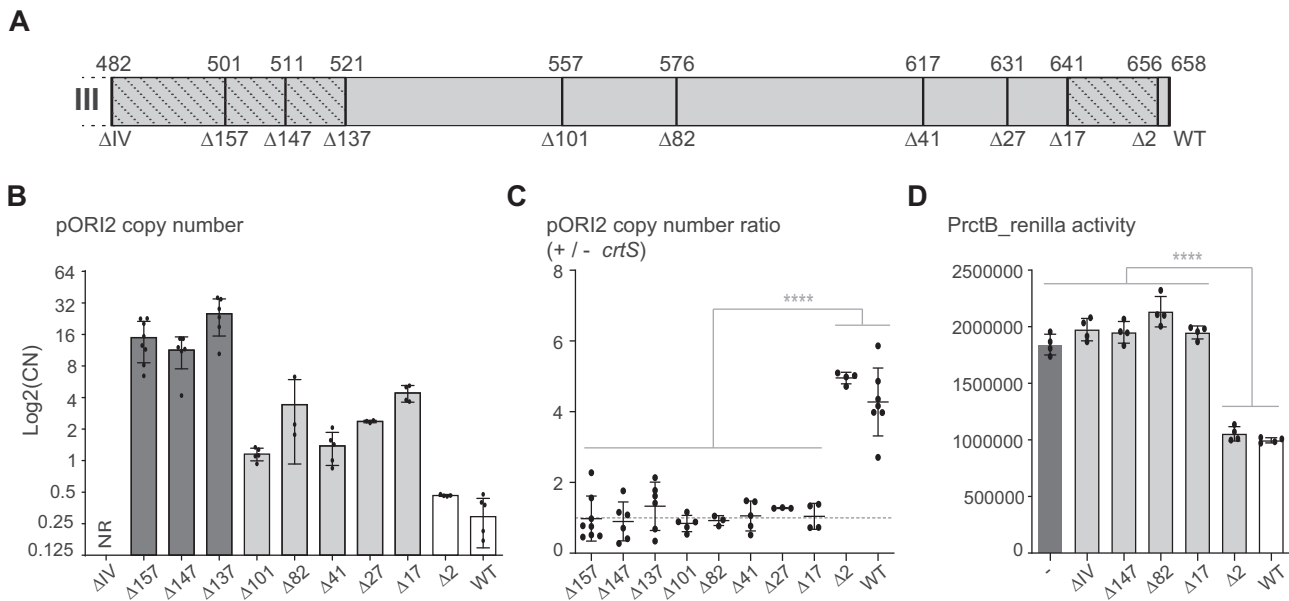 A
482 501 511 521 557 576 617 631 641 656 658
III
ΔIV Δ157 Δ147 Δ137 Δ101 Δ82 Δ41 Δ27 Δ17 Δ2 WT
B
pORI2 copy number
Log2(CN)
64
32
16
8
4
2
1
0.5
0.25
0.125
NR
ΔIV Δ157 Δ147 Δ137 Δ101 Δ82 Δ41 Δ27 Δ17 Δ2 WT
C
pORI2 copy number ratio
(+ / - crtS)
8
6
4
2
0
****
Δ157 Δ147 Δ137 Δ101 Δ82 Δ41 Δ27 Δ17 Δ2 WT
D
PrctB_renilla activity
****
2500000
2000000
1500000
1000000
500000
0
- ΔIV Δ147 Δ82 Δ17 Δ2 WT